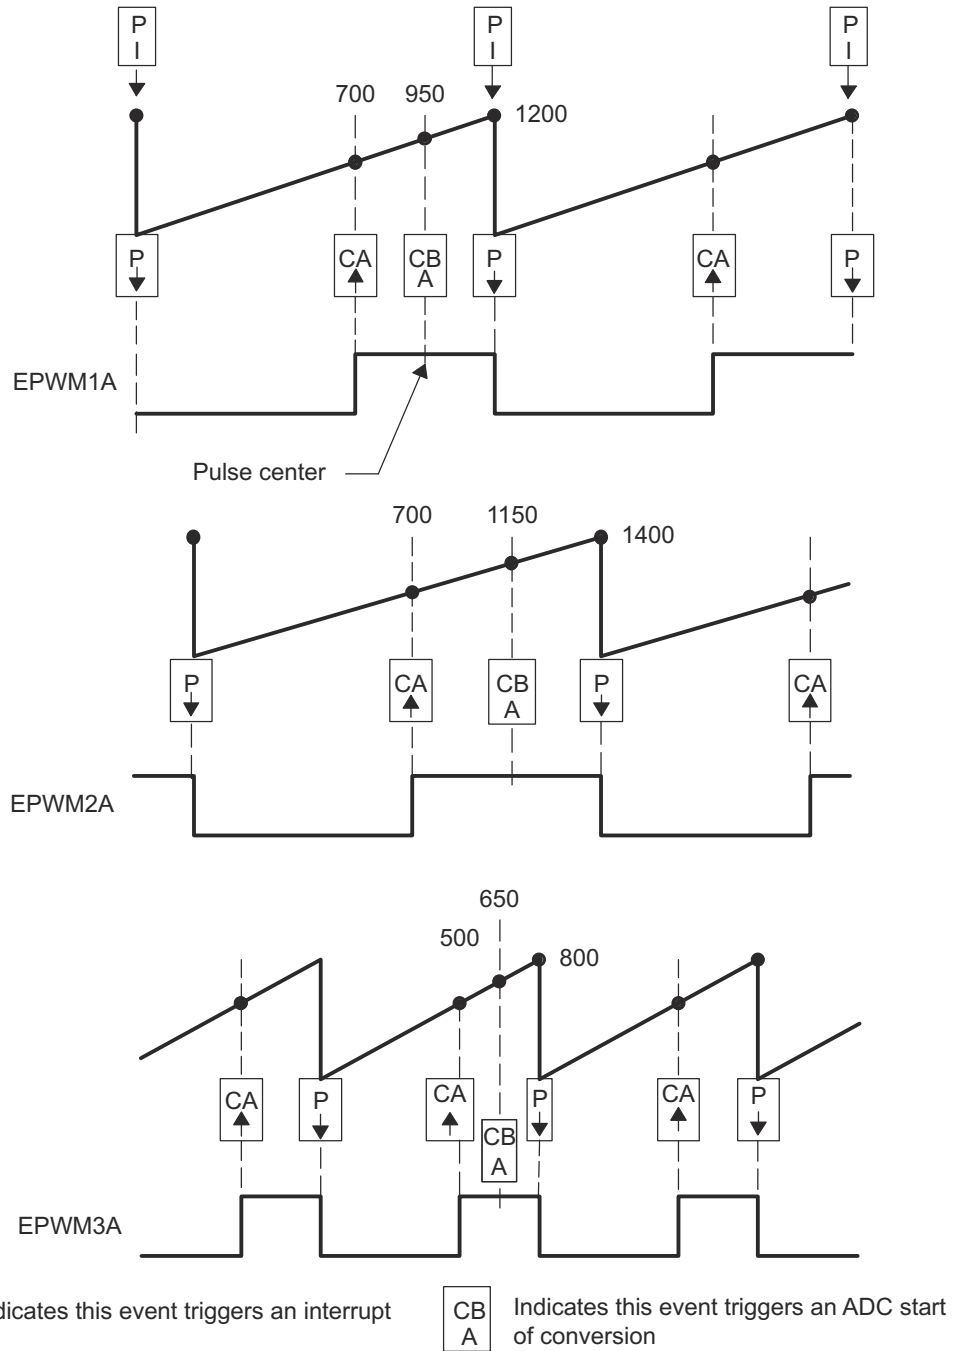 P P P
I I I
700 950
1200
P CA CB P CA P
A
EPWM1A
Pulse center
700 1150
1400
P CA CB P CA
A
EPWM2A
650
500
800
CA P CA P CA P
CB
A
EPWM3A
dicates this event triggers an interrupt
CB
A
Indicates this event triggers an ADC start
of conversion